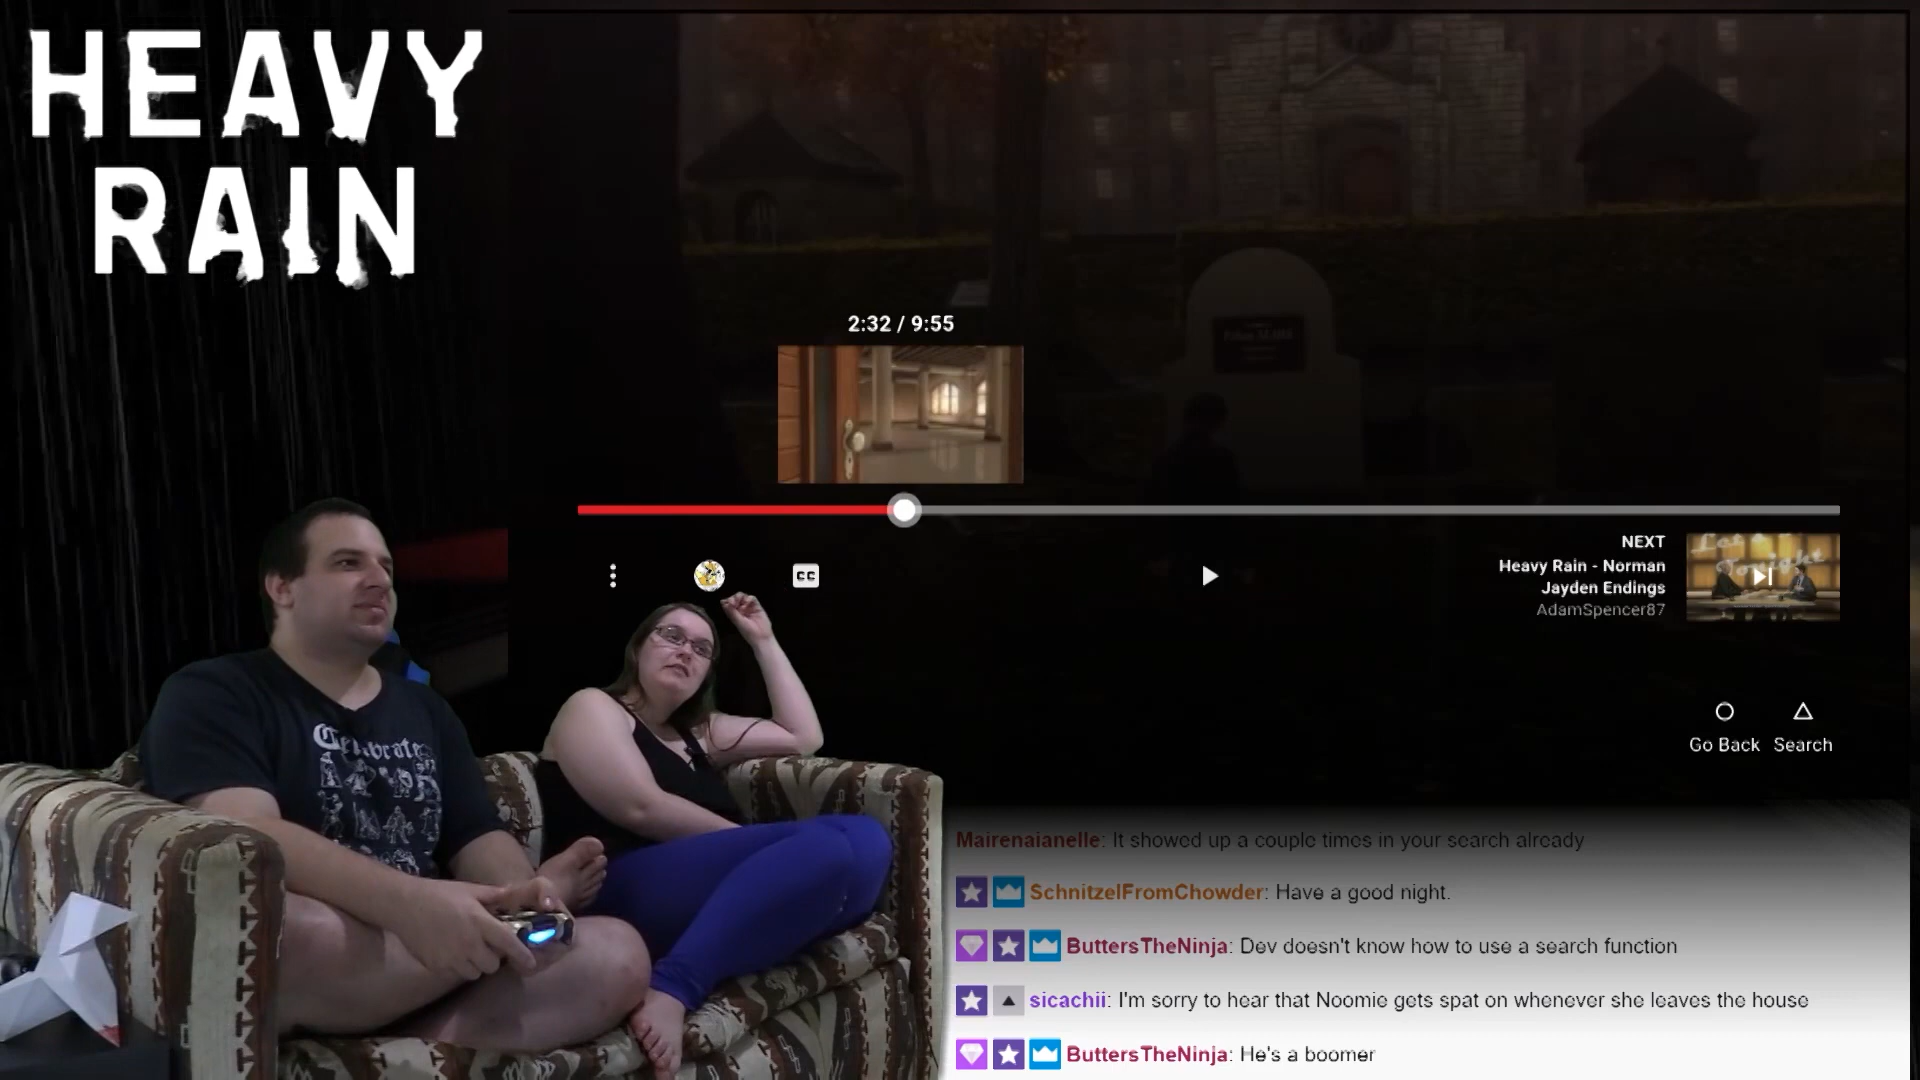 HEAVY
RAIN
2:32 / 9:55
CC
NEXT
Heavy Rain - Norman
Jayden Endings
AdamSpencer87
Go Back
Search
Celebrate
Mairenaianelle: It showed up a couple times in your search already
SchnitzelFromChowder: Have a good night.
ButtersTheNinja: Dev doesn't know how to use a search function
sicachii: I'm sorry to hear that Noomie gets spat on whenever she leaves the house
ButtersTheNinja: He's a boomer